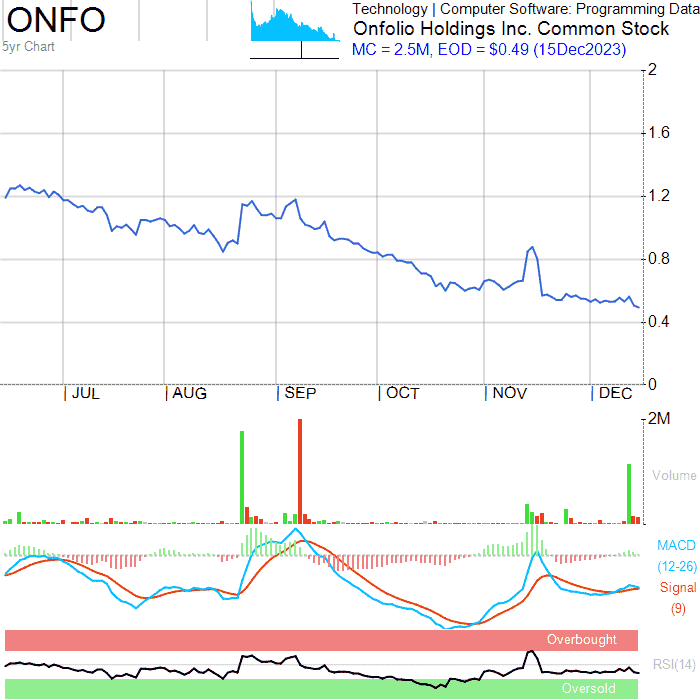 ONFO
5yr Chart
Technology | Computer Software: Programming Data
Onfolio Holdings Inc. Common Stock
MC = 2.5M, EOD = $0.49 (15Dec2023)
2
1.6
1.2
0.8
0.4
0
JUL AUG SEP OCT NOV DEC
2M
Volume
MACD
(12-26)
Signal
(9)
Overbought
RSI(14)
Oversold